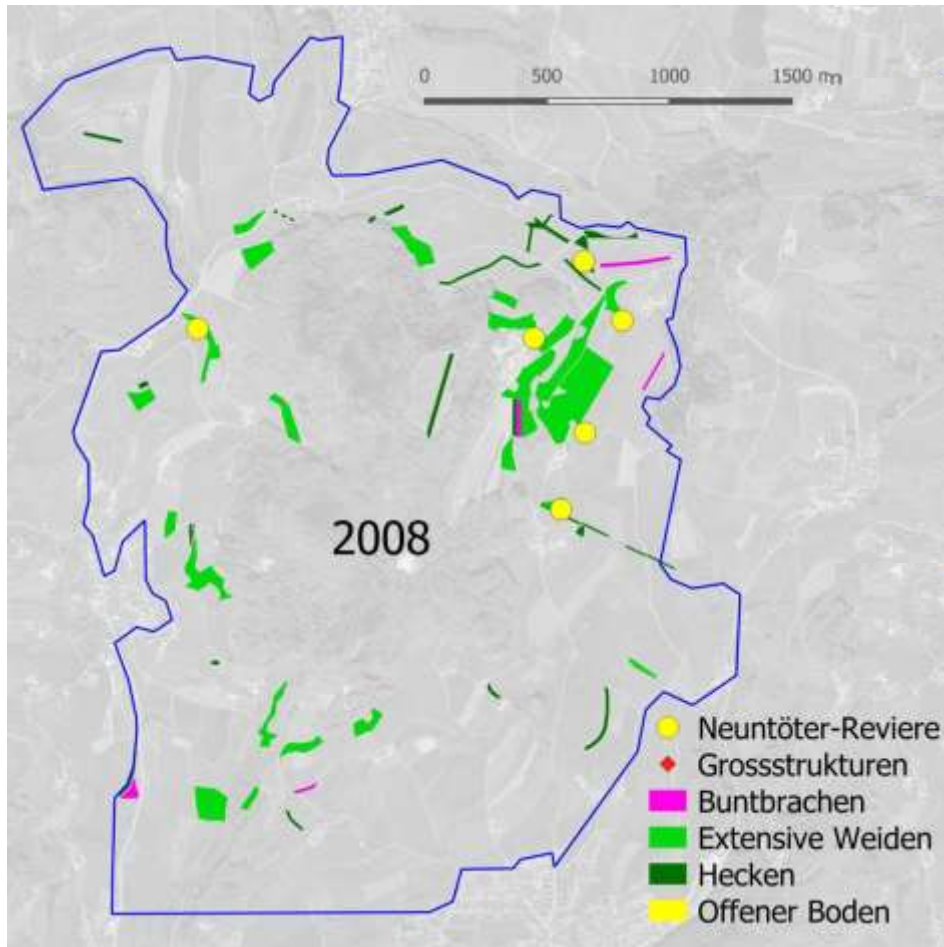 0 500 1000 1500 m
2008
Neuntöter-Reviere
Grossstrukturen
Buntbrachen
Extensive Weiden
Hecken
Offener Boden